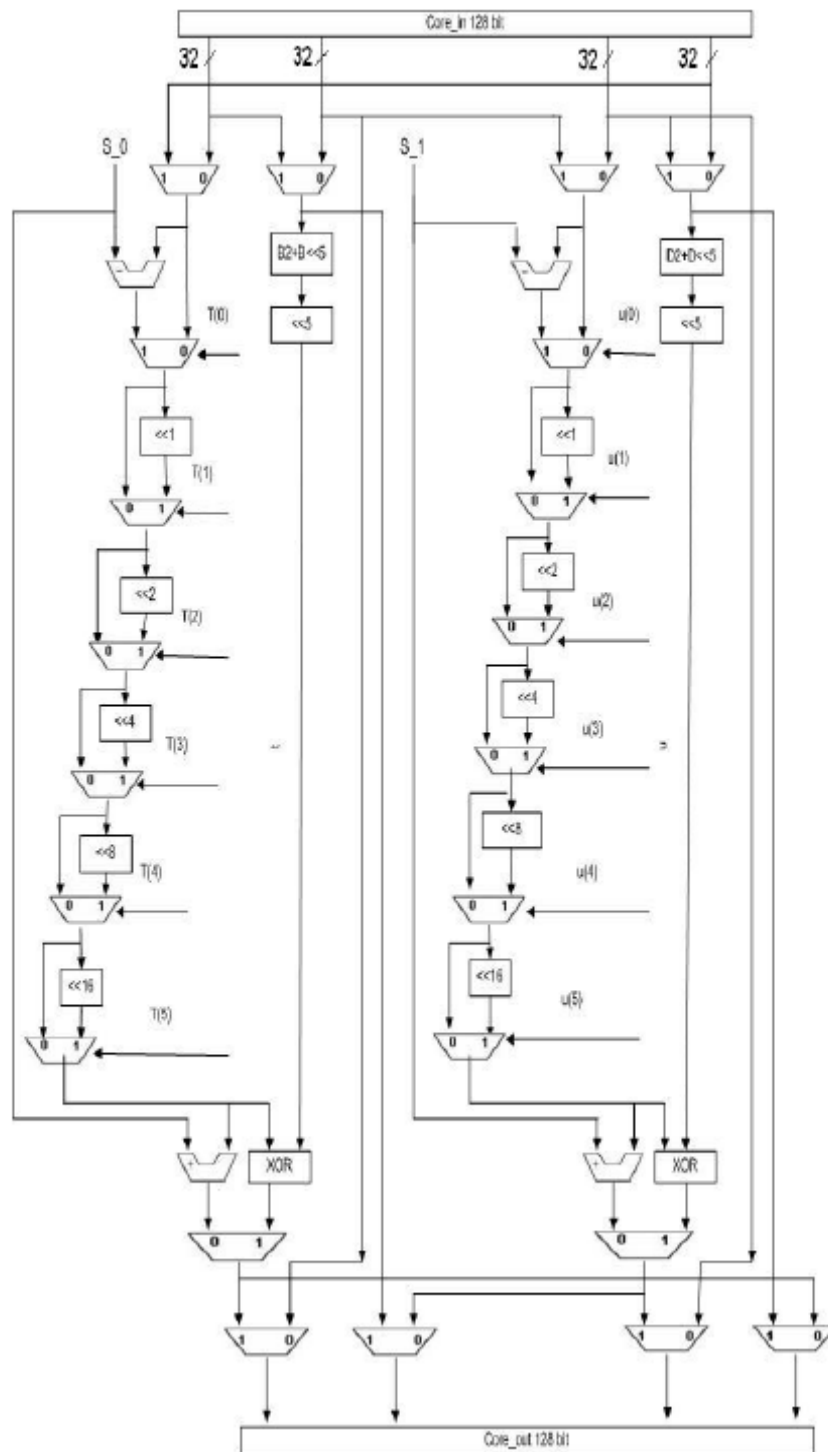 Core_in 128 bit
32 32 32 32
S_0 S_1
1 0 1 0 1 0 1 0
B2+B<<5 D2+D<<5
- -
T(0) <<5 u(0) <<5
1 0 1 0
<<1 <<1
T(1) u(1)
0 1 0 1
<<2 <<2
T(2) u(2)
0 1 0 1
<<4 <<4
T(3) u(3)
0 1 0 1
<<8 <<8
T(4) u(4)
0 1 0 1
<<16 <<16
T(5) u(5)
0 1 0 1
+ XOR + XOR
0 1 0 1
1 0 1 0 1 0 1 0
Core_out 128 bit